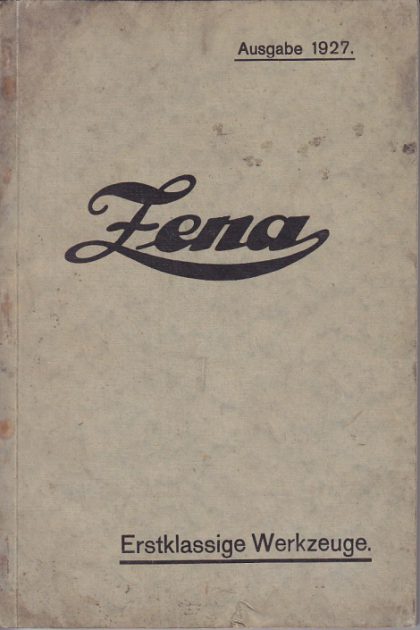 Ausgabe 1927.
Zena
Erstklassige Werkzeuge.